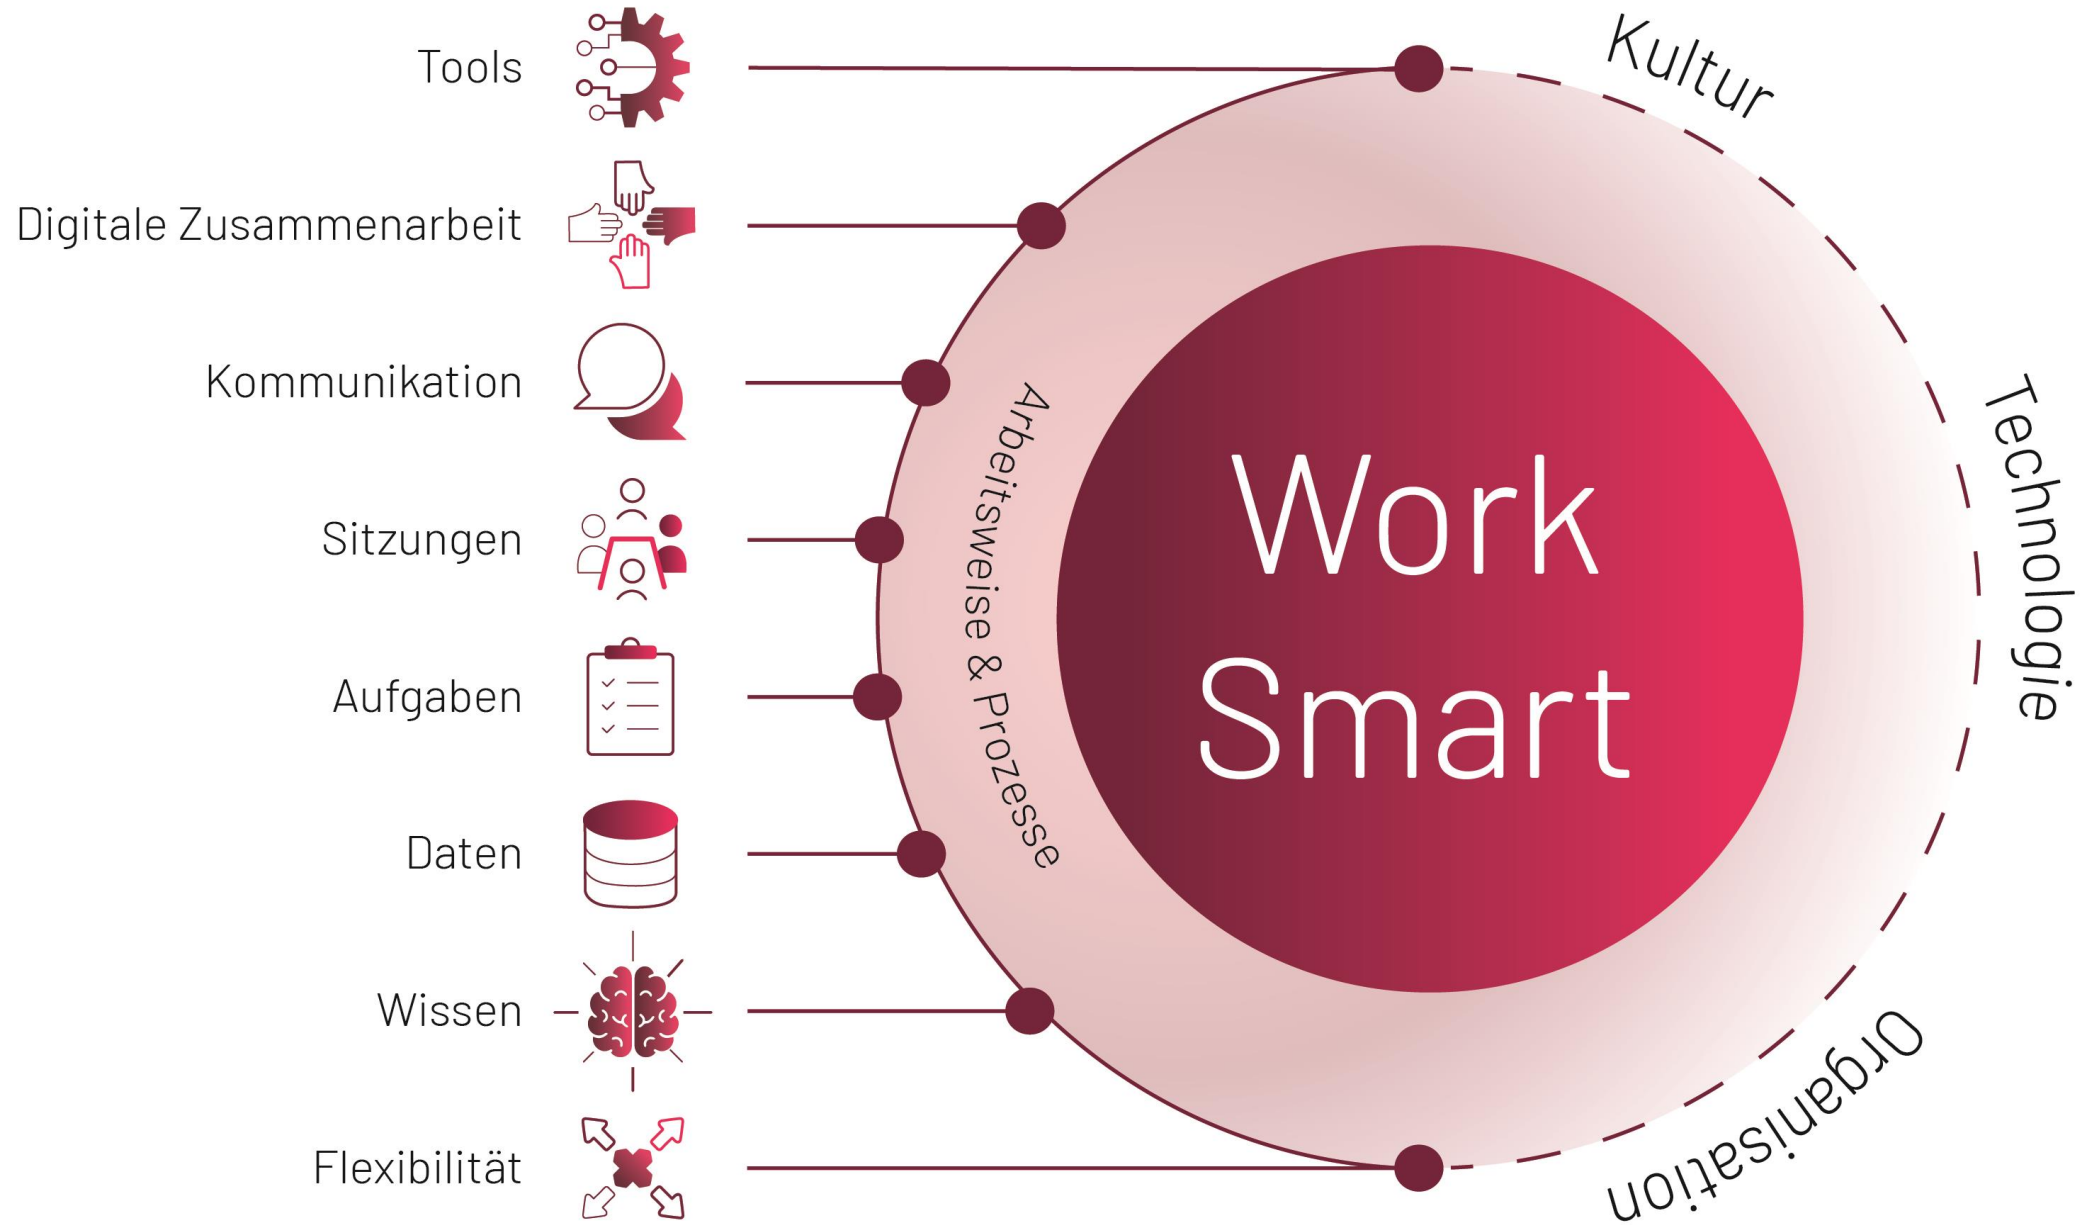 Tools
Digitale Zusammenarbeit
Kommunikation
Sitzungen
Aufgaben
Daten
Wissen
Flexibilität
Arbeitsweise & Prozesse
Work
Smart
Kultur
Technologie
Organisation